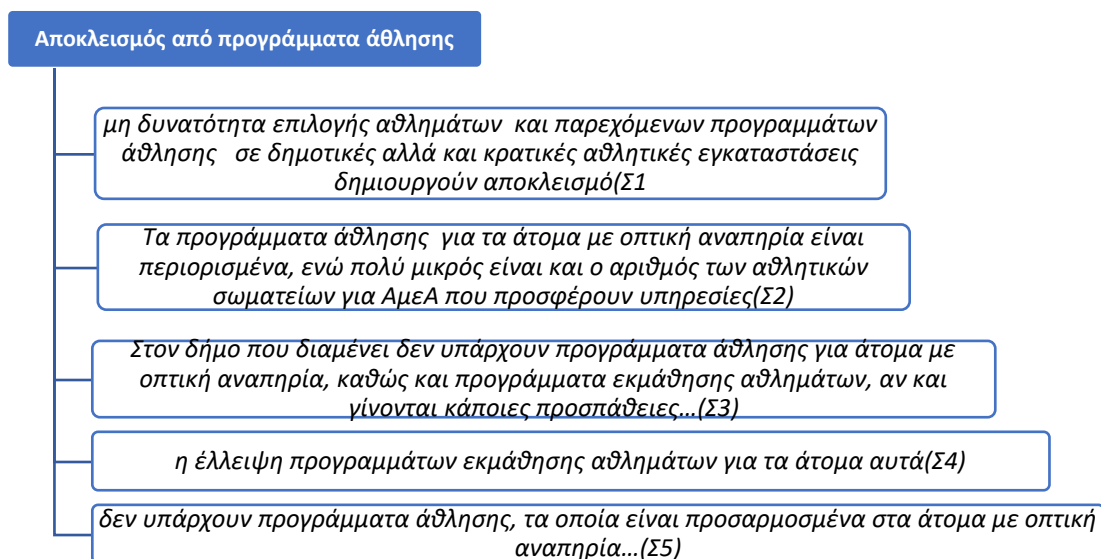 Αποκλεισμός από προγράμματα άθλησης
μη δυνατότητα επιλογής αθλημάτων και παρεχόμενων προγραμμάτων
άθλησης σε δημοτικές αλλά και κρατικές αθλητικές εγκαταστάσεις
δημιουργούν αποκλεισμό(Σ1
Τα προγράμματα άθλησης για τα άτομα με οπτική αναπηρία είναι
περιορισμένα, ενώ πολύ μικρός είναι και ο αριθμός των αθλητικών
σωματείων για ΑμεΑ που προσφέρουν υπηρεσίες(Σ2)
Στον δήμο που διαμένει δεν υπάρχουν προγράμματα άθλησης για άτομα με
οπτική αναπηρία, καθώς και προγράμματα εκμάθησης αθλημάτων, αν και
γίνονται κάποιες προσπάθειες...(Σ3)
η έλλειψη προγραμμάτων εκμάθησης αθλημάτων για τα άτομα αυτά(Σ4)
δεν υπάρχουν προγράμματα άθλησης, τα οποία είναι προσαρμοσμένα στα άτομα με οπτική
αναπηρία...(Σ5)